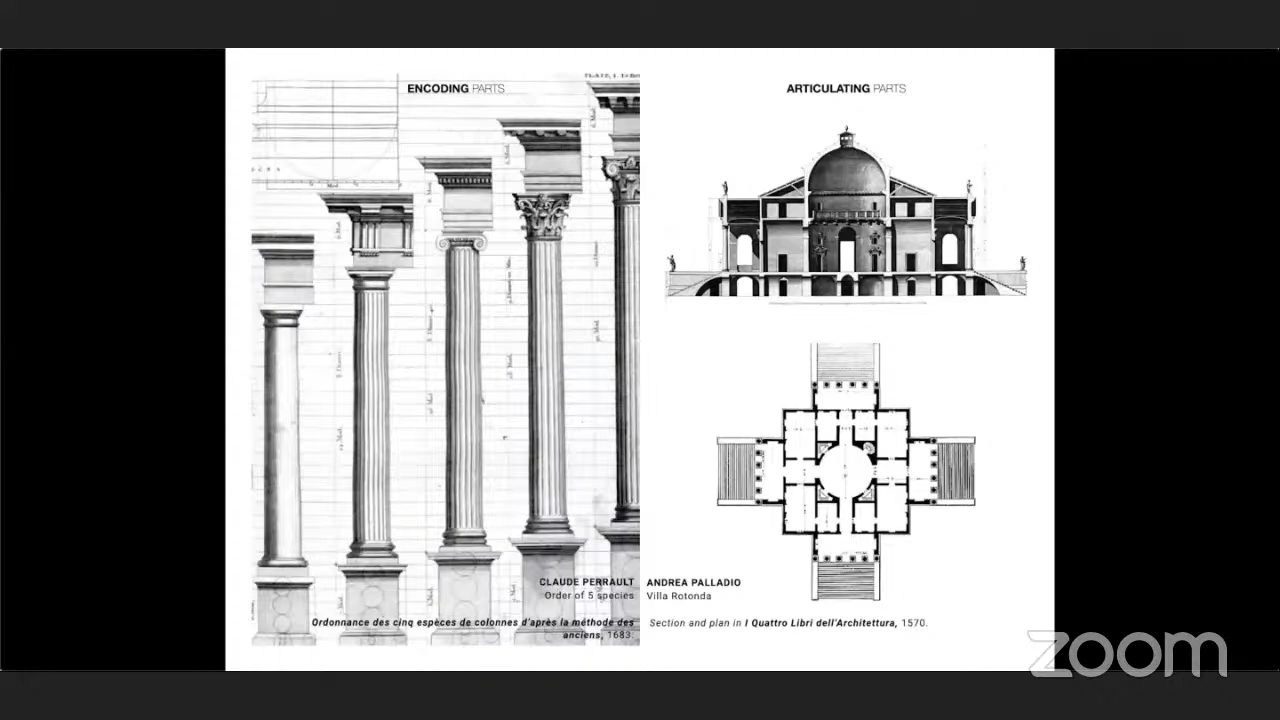 ENCODING PARTS
CLAUDE PERRAULT
Order of 5 species
Ordonnance des cinq espèces de colonnes d'après la méthode des
anciens, 1683.
ARTICULATING PARTS
ANDREA PALLADIO
Villa Rotonda
Section and plan in I Quattro Libri dell'Architettura, 1570.
zoom